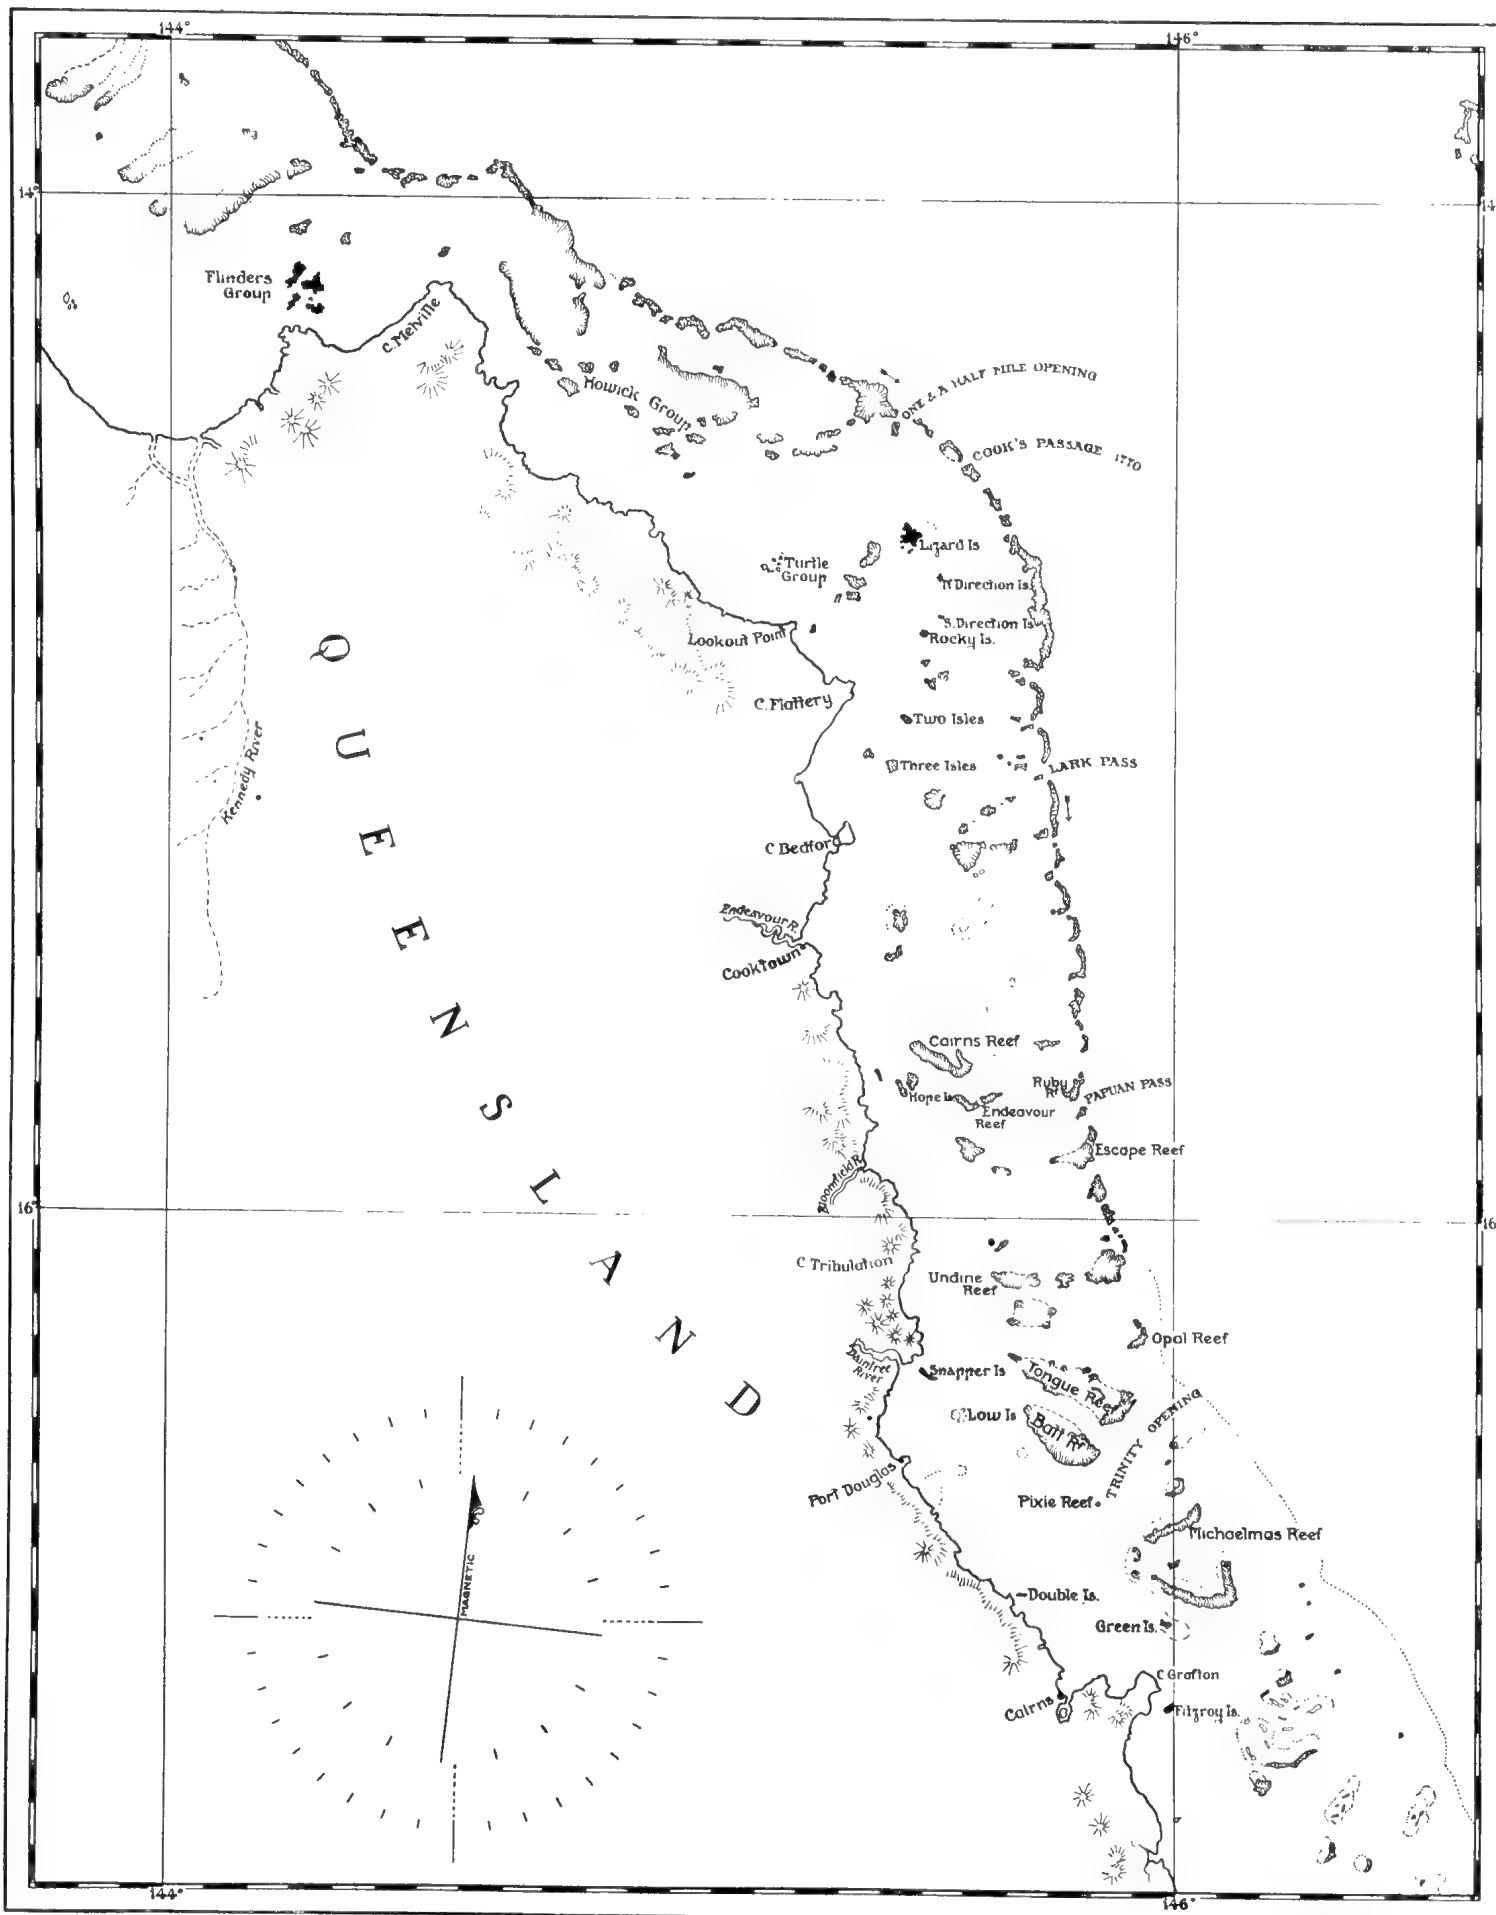 144°
146°
14°
14
Flinders
Group
C. Melville
ONE & A HALF MILE OPENING
Howick Group
COOK'S PASSAGE 1770
Lizard Is
Turtle
Group
N Direction Is.
S. Direction Is
Rocky Is.
Lookout Point
C. Flattery
Two Isles
Three Isles
LARK PASS
Kennedy River
C Bedford
Endeavour R.
Cooktown
Cairns Reef
Ruby
R
PAPUAN PASS
Hope Is
Endeavour
Reef
Escape Reef
Bloomfield R.
16°
16
C Tribulation
Undine
Reef
Opal Reef
Daintree
River
Snapper Is
Tongue Reef
Low Is
Batt Rf
TRINITY OPENING
Port Douglas
Pixie Reef
Michaelmas Reef
MAGNETIC
Double Is.
Green Is.
C Grafton
Cairns
Fitzroy Is.
QUEENSLAND
144°
146°